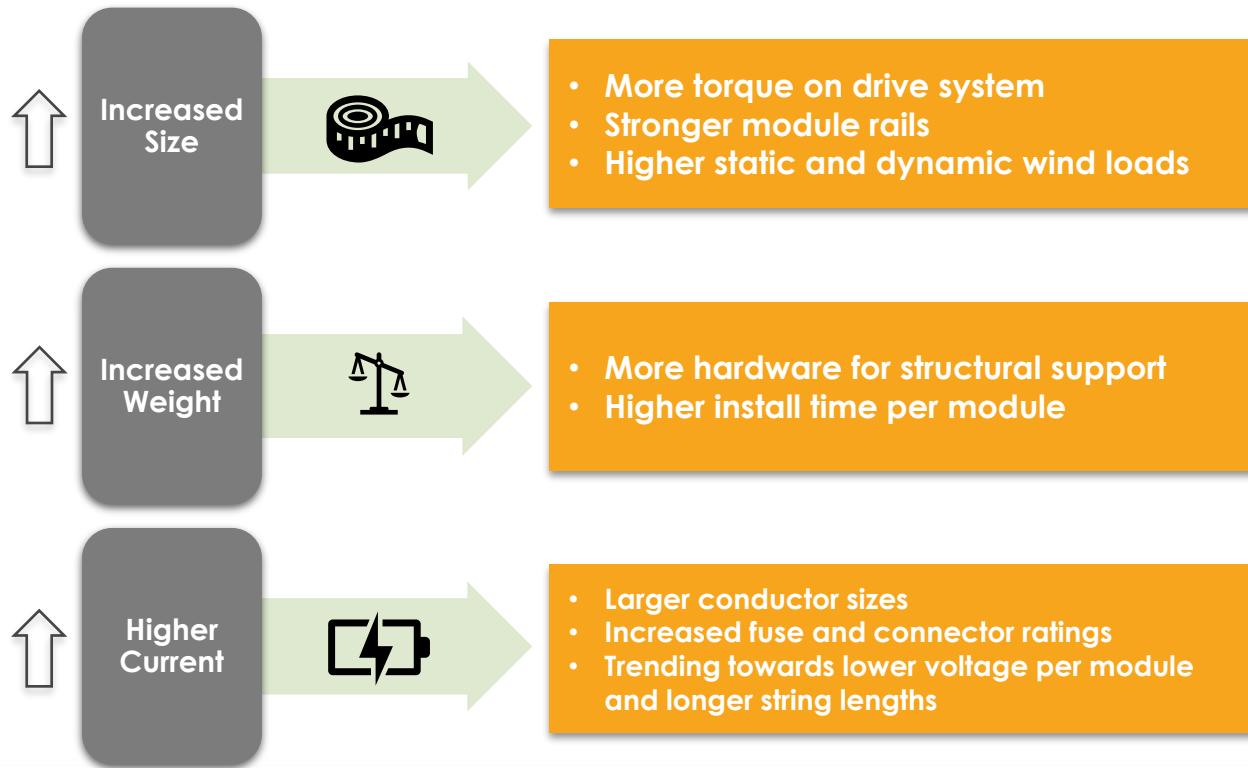 Increased
Size
• More torque on drive system
• Stronger module rails
• Higher static and dynamic wind loads
Increased
Weight
• More hardware for structural support
• Higher install time per module
Higher
Current
• Larger conductor sizes
• Increased fuse and connector ratings
• Trending towards lower voltage per module
and longer string lengths